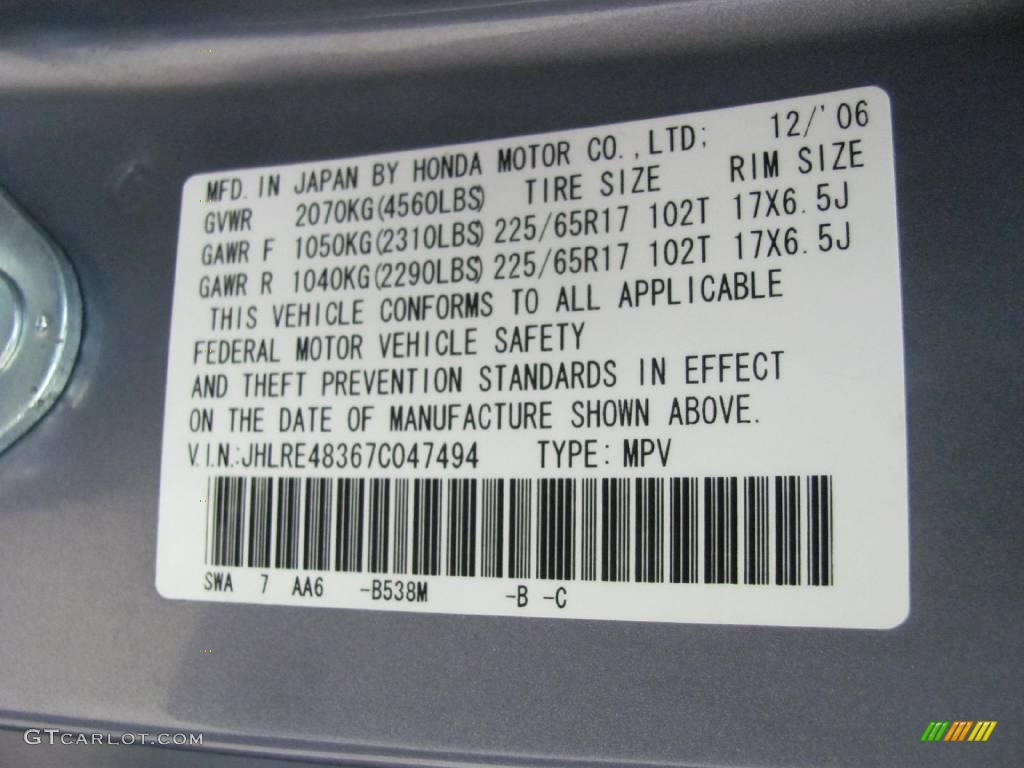 MFD. IN JAPAN BY HONDA MOTOR CO., LTD; 12/'06
GVWR 2070KG(4560LBS) TIRE SIZE RIM SIZE
GAWR F 1050KG(2310LBS) 225/65R17 102T 17X6.5J
GAWR R 1040KG(2290LBS) 225/65R17 102T 17X6.5J
THIS VEHICLE CONFORMS TO ALL APPLICABLE
FEDERAL MOTOR VEHICLE SAFETY
AND THEFT PREVENTION STANDARDS IN EFFECT
ON THE DATE OF MANUFACTURE SHOWN ABOVE.
V.I.N.:JHLRE48367C047494 TYPE: MPV
SWA 7 AA6 -B538M -B -C
GTCARLOT.COM